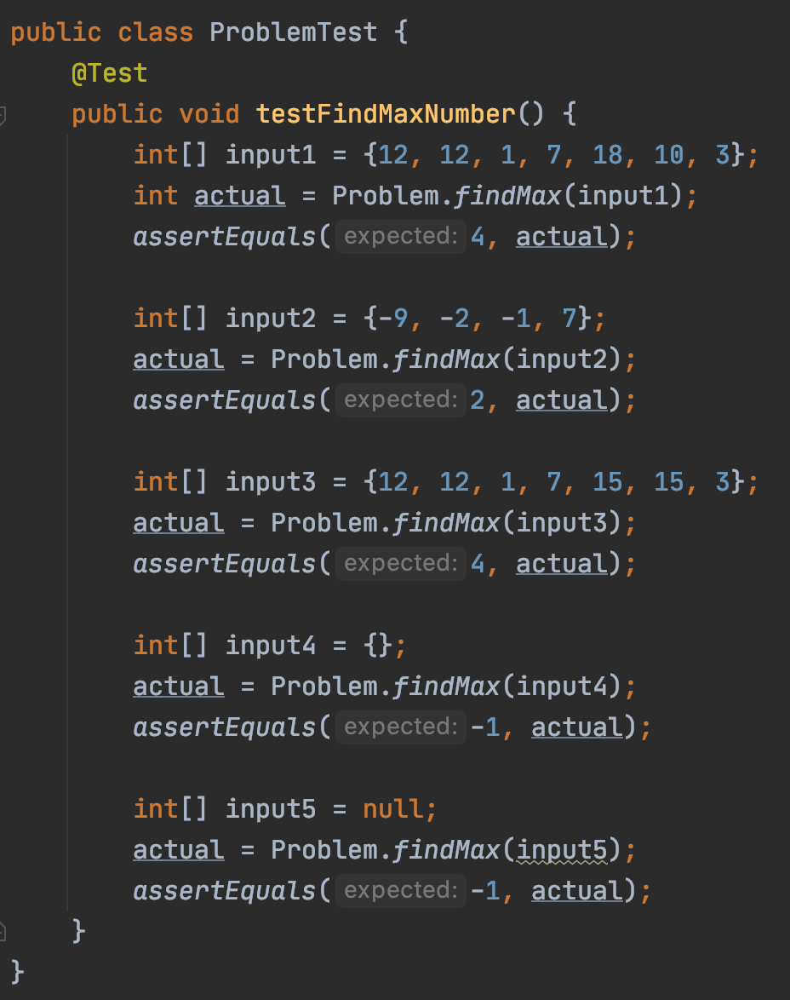 public class ProblemTest {
@Test
public void testFindMaxNumber() {
int[] input1 = {12, 12, 1, 7, 18, 10, 3};
int actual = Problem.findMax(input1);
assertEquals( expected: 4, actual);
int[] input2 = {-9, -2, -1, 7};
actual = Problem.findMax(input2);
assertEquals( expected: 2, actual);
int[] input3 = {12, 12, 1, 7, 15, 15, 3};
actual = Problem.findMax(input3);
assertEquals( expected: 4, actual);
int[] input4 = {};
actual = Problem.findMax(input4);
assertEquals( expected: -1, actual);
int[] input5 = null;
actual = Problem.findMax(input5);
assertEquals( expected: -1, actual);
}
}